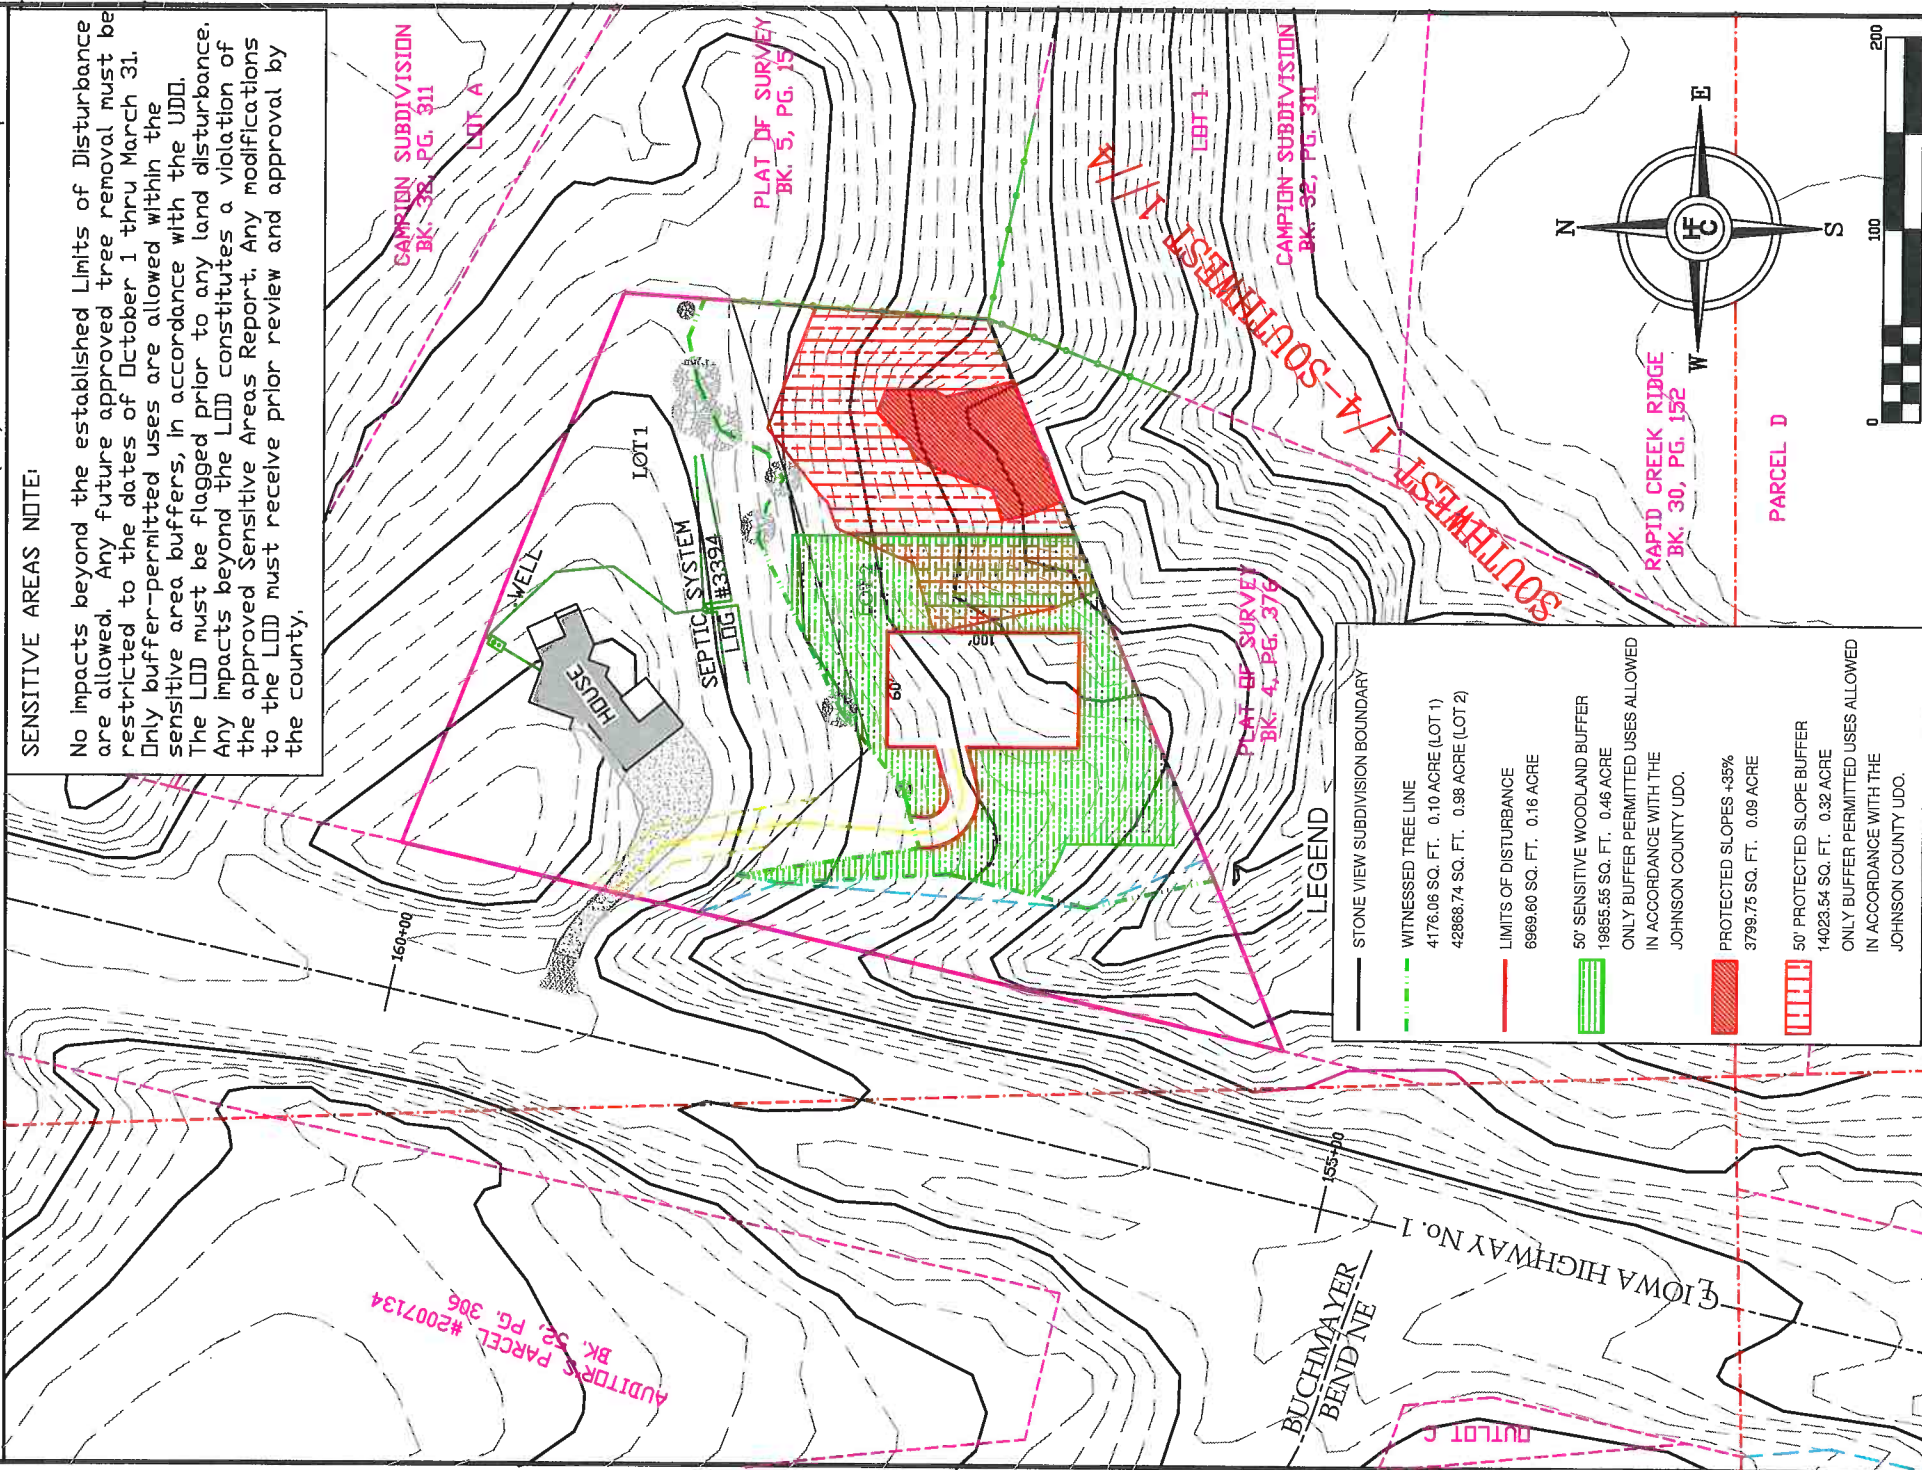 SENSITIVE AREAS NOTE:
No impacts beyond the established Limits of Disturbance
are allowed. Any future approved tree removal must be
restricted to the dates of October 1 thru March 31.
Only buffer-permitted uses are allowed within the
sensitive area buffers, in accordance with the UDO.
The LOD must be flagged prior to any land disturbance.
Any impacts beyond the LOD constitutes a violation of
the approved Sensitive Areas Report. Any modifications
to the LOD must receive prior review and approval by
the county.
CAMPION SUBDIVISION
BK. 32, PG. 311
LOT A
PLAT OF SURVEY
BK. 5, PG. 15
LOT 1
CAMPION SUBDIVISION
BK. 32, PG. 311
SOUTHWEST 1/4-SOUTHWEST 1/4
LOT 1
WELL
HOUSE
SEPTIC SYSTEM
LOG #3394
60'
100'
PLAT OF SURVEY
BK. 4, PG. 376
RAPID CREEK RIDGE
BK. 30, PG. 152
PARCEL D
N
E
S
W
HFC
0
100
200
160+00
155+00
℄ IOWA HIGHWAY No. 1
BUCHMAYER
BEND NE
AUDITOR'S PARCEL #2007134
BK. 52, PG. 306
OUTLOT C
LEGEND
STONE VIEW SUBDIVISION BOUNDARY
WITNESSED TREE LINE
4176.06 SQ. FT. 0.10 ACRE (LOT 1)
42868.74 SQ. FT. 0.98 ACRE (LOT 2)
LIMITS OF DISTURBANCE
6969.60 SQ. FT. 0.16 ACRE
50' SENSITIVE WOODLAND BUFFER
19855.55 SQ. FT. 0.46 ACRE
ONLY BUFFER PERMITTED USES ALLOWED
IN ACCORDANCE WITH THE
JOHNSON COUNTY UDO.
PROTECTED SLOPES +35%
3799.75 SQ. FT. 0.09 ACRE
50' PROTECTED SLOPE BUFFER
14023.54 SQ. FT. 0.32 ACRE
ONLY BUFFER PERMITTED USES ALLOWED
IN ACCORDANCE WITH THE
JOHNSON COUNTY UDO.